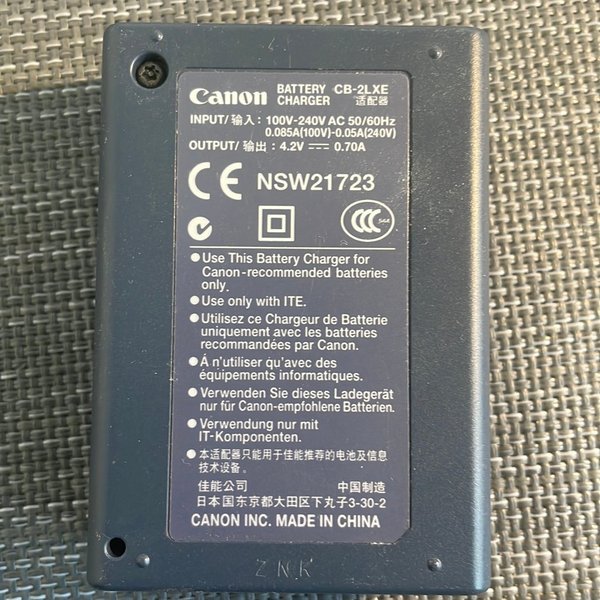 Canon BATTERY CHARGER CB-2LXE 适配器
INPUT/输入: 100V-240V AC 50/60Hz
0.085A(100V)-0.05A(240V)
OUTPUT/输出: 4.2V ⎓ 0.70A
CE NSW21723
CCC S&E
●Use This Battery Charger for
Canon-recommended batteries
only.
●Use only with ITE.
●Utilisez ce Chargeur de Batterie
uniquement avec les batteries
recommandées par Canon.
●Á n'utiliser qu'avec des
équipements informatiques.
●Verwenden Sie dieses Ladegerät
nur für Canon-empfohlene Batterien.
●Verwendung nur mit
IT-Komponenten.
●本适配器只能用于佳能推荐的电池及信息
技术设备。
佳能公司 中国制造
日本国东京都大田区下丸子3-30-2
CANON INC. MADE IN CHINA
Z N K